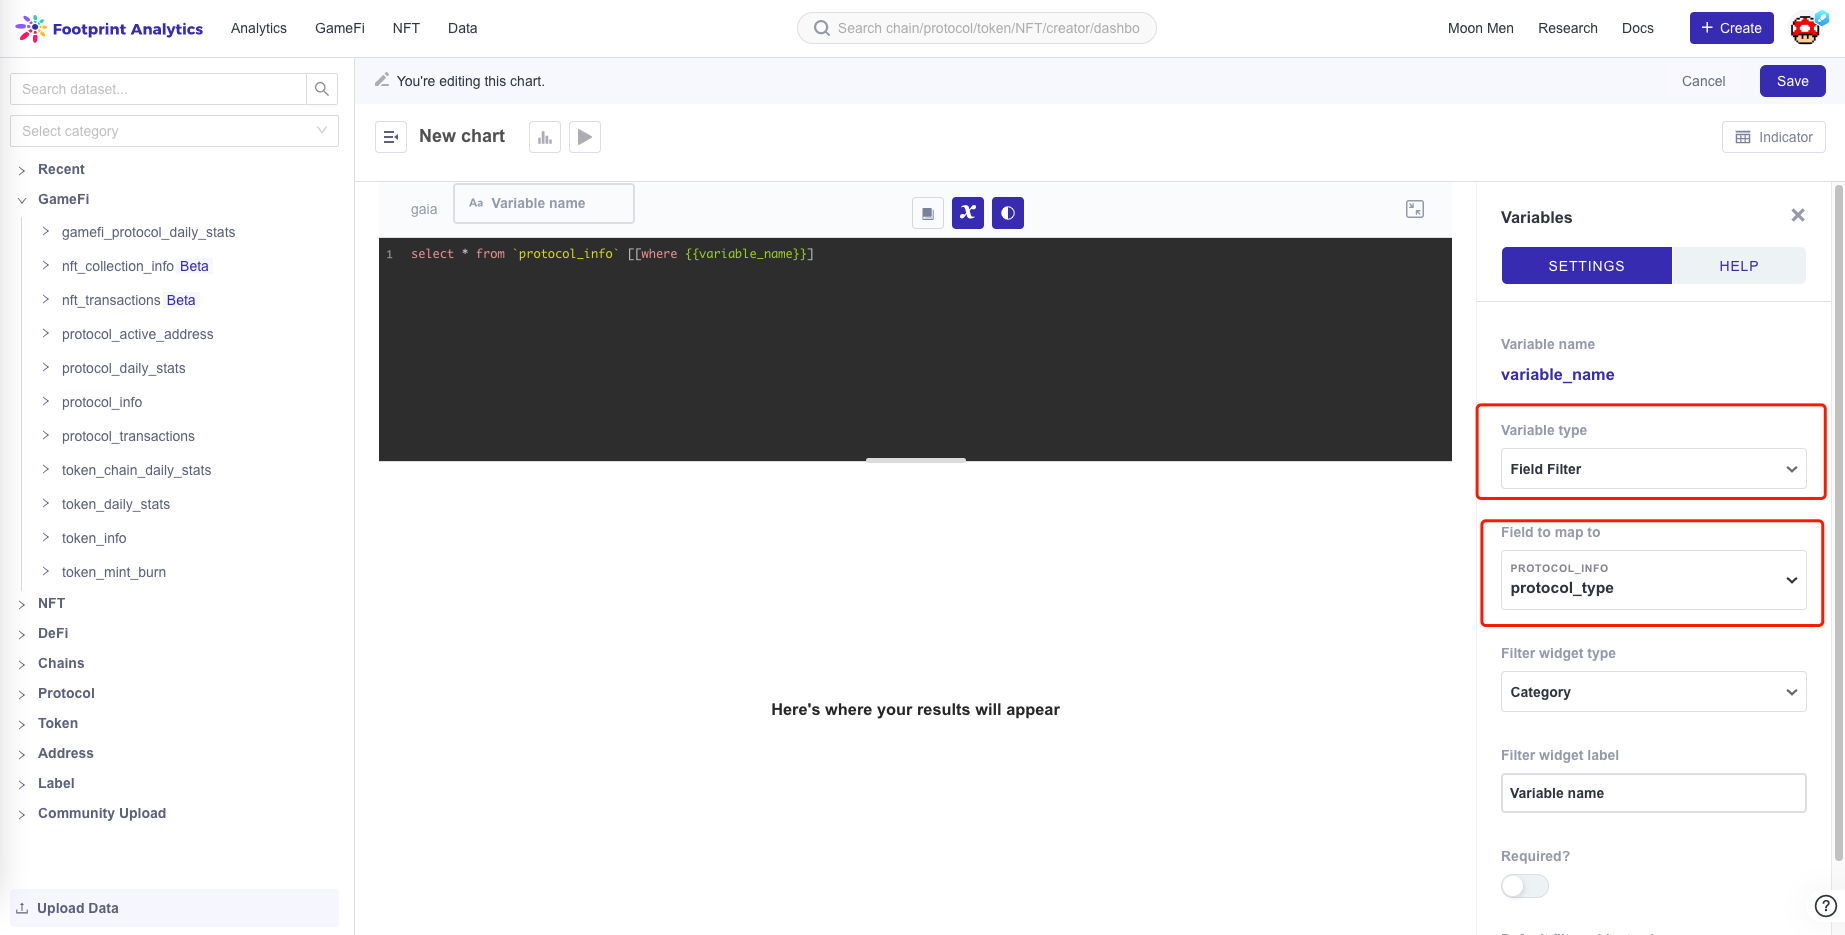 Footprint Analytics
Analytics
GameFi
NFT
Data
Search chain/protocol/token/NFT/creator/dashbo
Moon Men
Research
Docs
+ Create
Search dataset...
Select category
Recent
GameFi
gamefi_protocol_daily_stats
nft_collection_info Beta
nft_transactions Beta
protocol_active_address
protocol_daily_stats
protocol_info
protocol_transactions
token_chain_daily_stats
token_daily_stats
token_info
token_mint_burn
NFT
DeFi
Chains
Protocol
Token
Address
Label
Community Upload
Upload Data
You're editing this chart.
Cancel
Save
New chart
Indicator
gaia
Aa Variable name
x
1 select * from `protocol_info` [[where {{variable_name}}]]
Here's where your results will appear
Variables
SETTINGS
HELP
Variable name
variable_name
Variable type
Field Filter
Field to map to
PROTOCOL_INFO
protocol_type
Filter widget type
Category
Filter widget label
Variable name
Required?